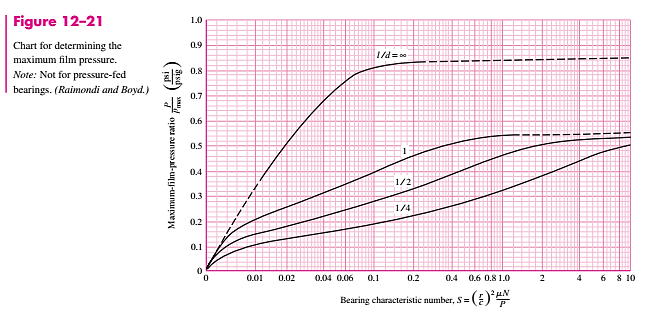 Figure 12–21
Chart for determining the
maximum film pressure.
Note: Not for pressure-fed
bearings. (Raimondi and Boyd.)
Maximum-film-pressure ratio P/Pmax (psi/psig)
1.0
0.9
0.8
0.7
0.6
0.5
0.4
0.3
0.2
0.1
0
l/d = ∞
1
1/2
1/4
0 0.01 0.02 0.04 0.06 0.1 0.2 0.4 0.6 0.8 1.0 2 4 6 8 10
Bearing characteristic number, S = (r/c)² μN/P